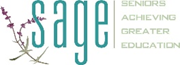 sage
SENIORS
ACHIEVING
GREATER
EDUCATION